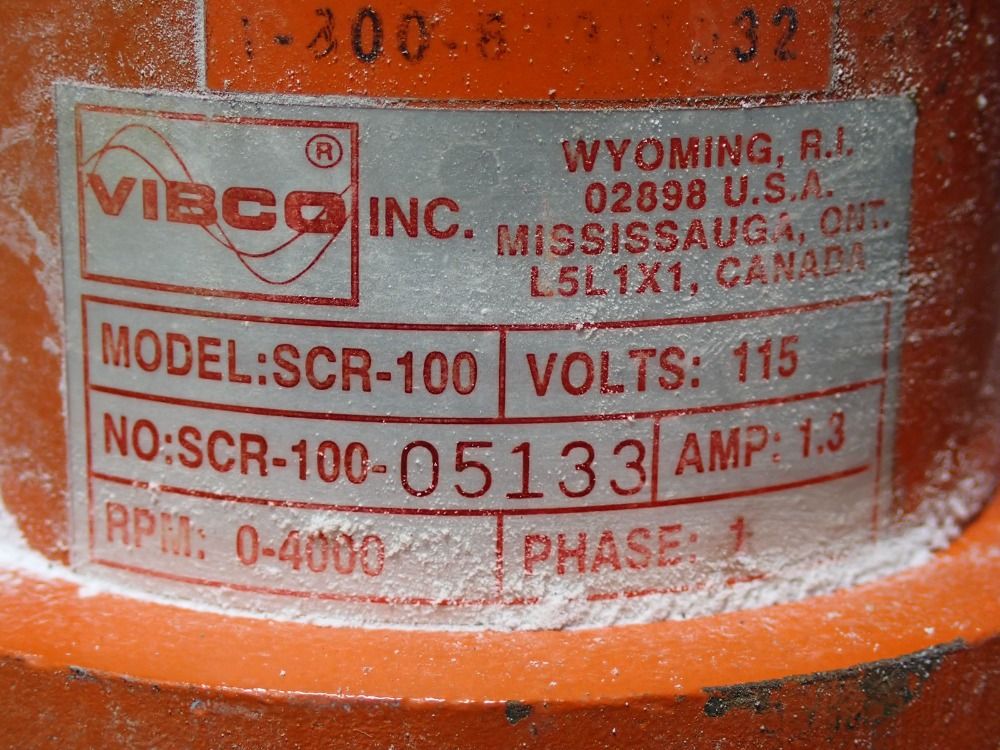 VIBCO ® INC.
WYOMING, R.I.
02898 U.S.A.
MISSISSAUGA, ONT.
L5L1X1, CANADA
MODEL:SCR-100 VOLTS: 115
NO:SCR-100-05133 AMP: 1.3
RPM: 0-4000 PHASE: 1